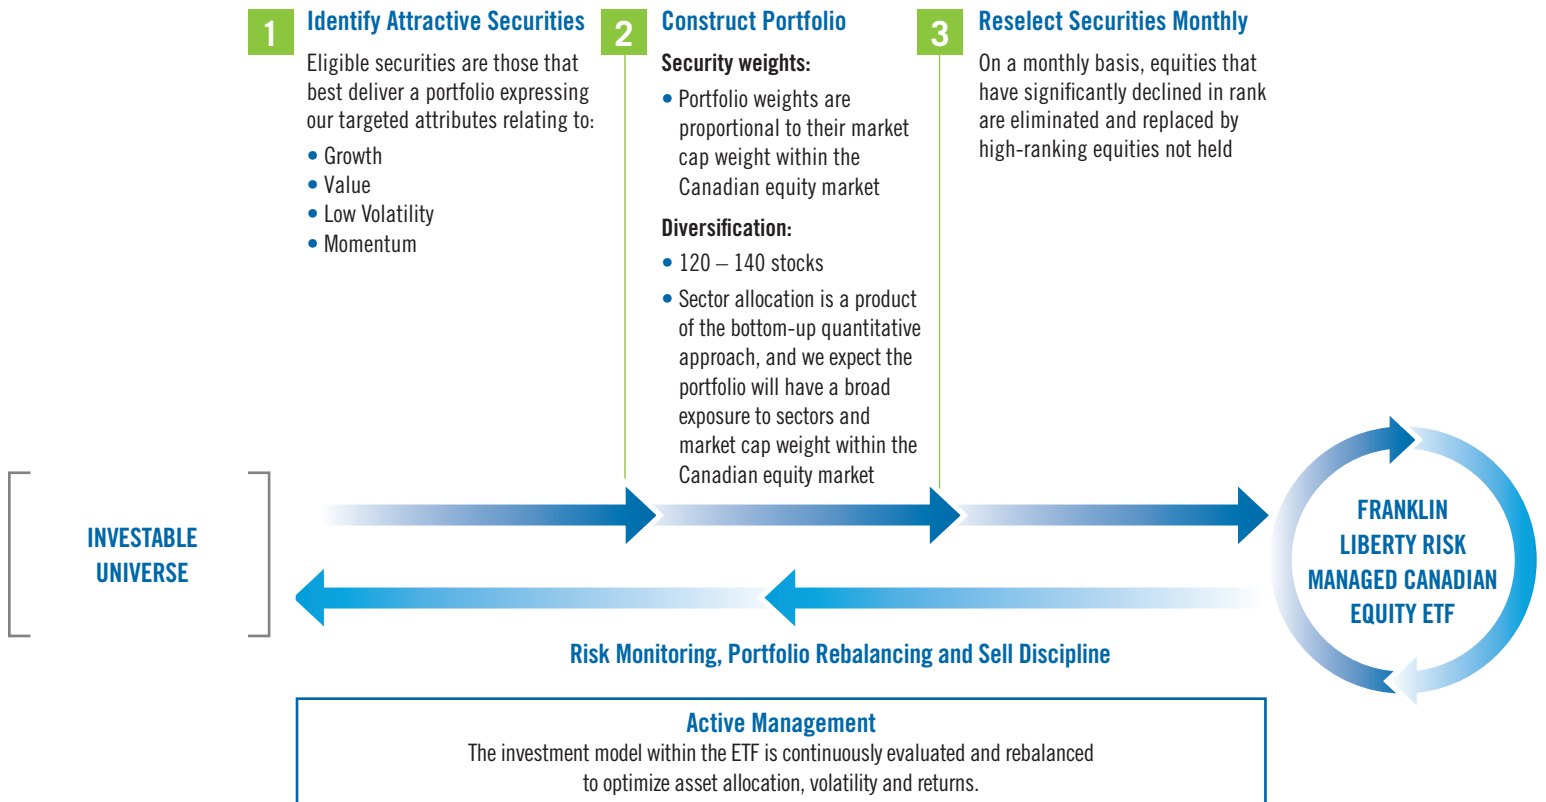 1
Identify Attractive Securities
Eligible securities are those that
best deliver a portfolio expressing
our targeted attributes relating to:
• Growth
• Value
• Low Volatility
• Momentum
2
Construct Portfolio
Security weights:
• Portfolio weights are
proportional to their market
cap weight within the
Canadian equity market
Diversification:
• 120 – 140 stocks
• Sector allocation is a product
of the bottom-up quantitative
approach, and we expect the
portfolio will have a broad
exposure to sectors and
market cap weight within the
Canadian equity market
3
Reselect Securities Monthly
On a monthly basis, equities that
have significantly declined in rank
are eliminated and replaced by
high-ranking equities not held
INVESTABLE
UNIVERSE
FRANKLIN
LIBERTY RISK
MANAGED CANADIAN
EQUITY ETF
Risk Monitoring, Portfolio Rebalancing and Sell Discipline
Active Management
The investment model within the ETF is continuously evaluated and rebalanced
to optimize asset allocation, volatility and returns.